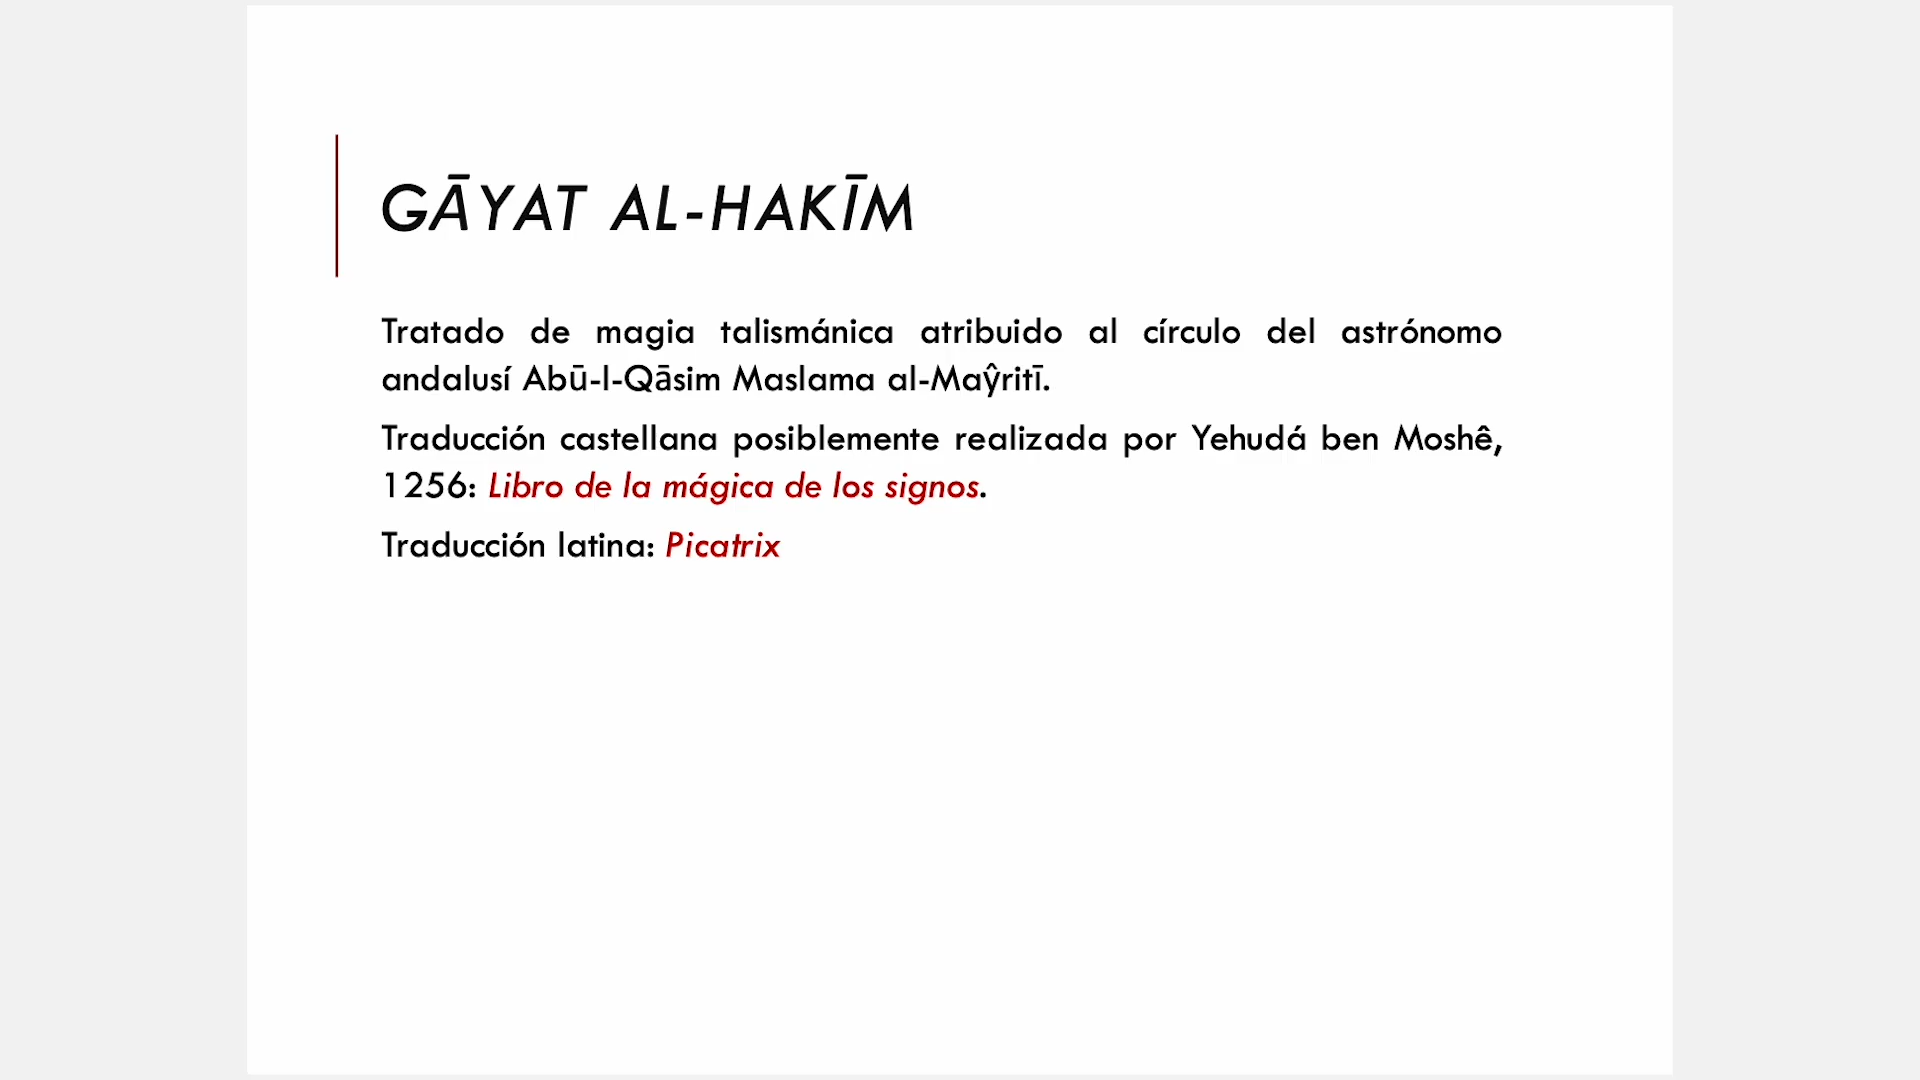 GĀYAT AL-HAKĪM
Tratado de magia talismánica atribuido al círculo del astrónomo
andalusí Abū-l-Qāsim Maslama al-Maŷritī.
Traducción castellana posiblemente realizada por Yehudá ben Moshê,
1256: Libro de la mágica de los signos.
Traducción latina: Picatrix